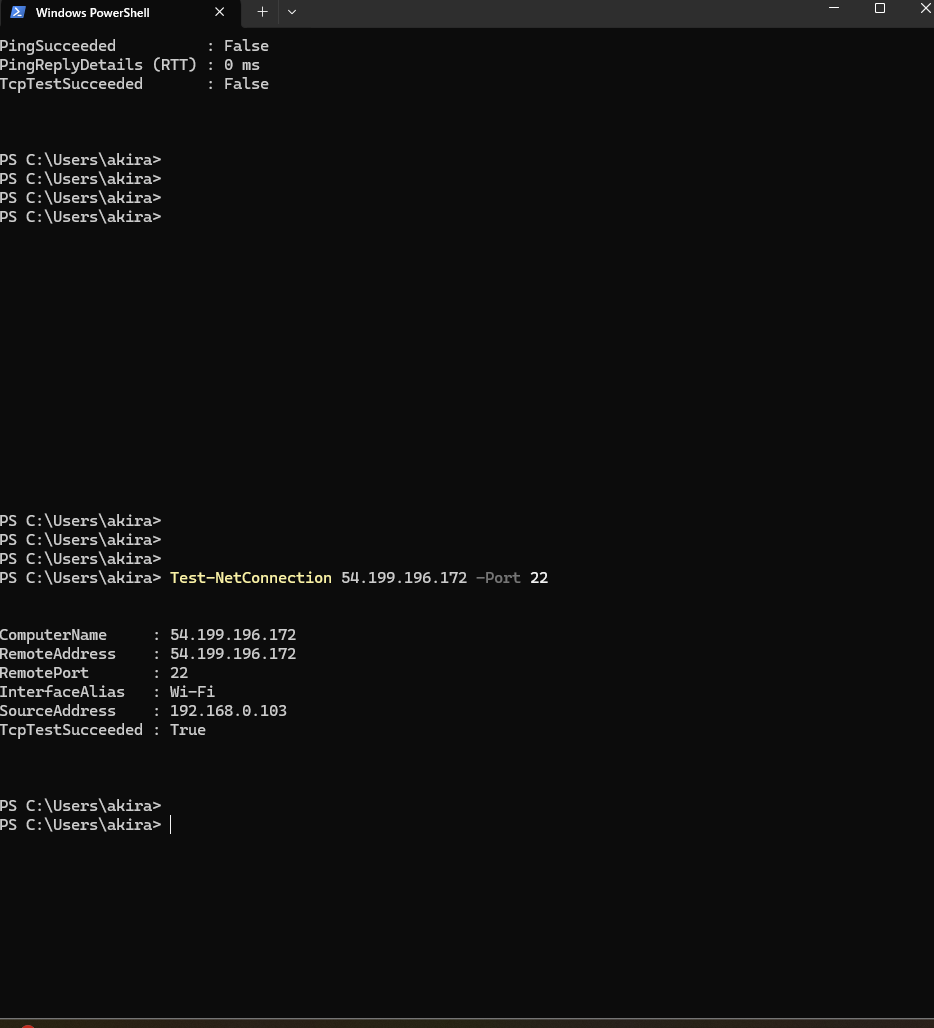 Windows PowerShell
PingSucceeded          : False
PingReplyDetails (RTT) : 0 ms
TcpTestSucceeded       : False
PS C:\Users\akira>
PS C:\Users\akira>
PS C:\Users\akira>
PS C:\Users\akira>
PS C:\Users\akira>
PS C:\Users\akira>
PS C:\Users\akira>
PS C:\Users\akira> Test-NetConnection 54.199.196.172 -Port 22
ComputerName     : 54.199.196.172
RemoteAddress    : 54.199.196.172
RemotePort       : 22
InterfaceAlias   : Wi-Fi
SourceAddress    : 192.168.0.103
TcpTestSucceeded : True
PS C:\Users\akira>
PS C:\Users\akira>